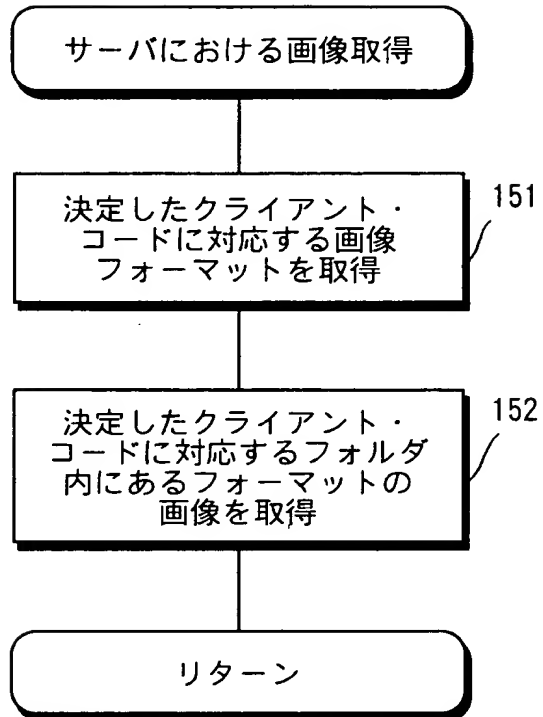 サーバにおける画像取得
決定したクライアント・
コードに対応する画像
フォーマットを取得
151
決定したクライアント・
コードに対応するフォルダ
内にあるフォーマットの
画像を取得
152
リターン